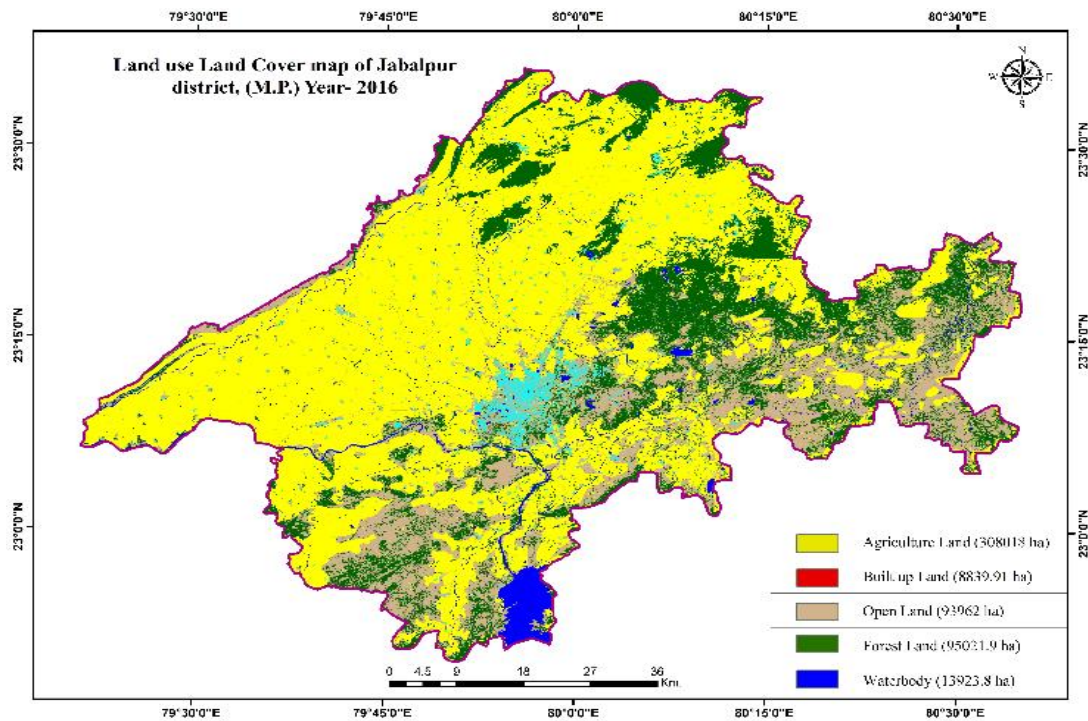 79°30'0"E 79°45'0"E 80°0'0"E 80°15'0"E 80°30'0"E
Land use Land Cover map of Jabalpur
district, (M.P.) Year- 2016
N
W E
S
23°30'0"N 23°30'0"N
23°15'0"N 23°15'0"N
23°0'0"N 23°0'0"N
Agriculture Land (308018 ha)
Built up Land (8839.91 ha)
Open Land (93962 ha)
Forest Land (95021.9 ha)
Waterbody (13923.8 ha)
0 4.5 9 18 27 36
Km.
79°30'0"E 79°45'0"E 80°0'0"E 80°15'0"E 80°30'0"E